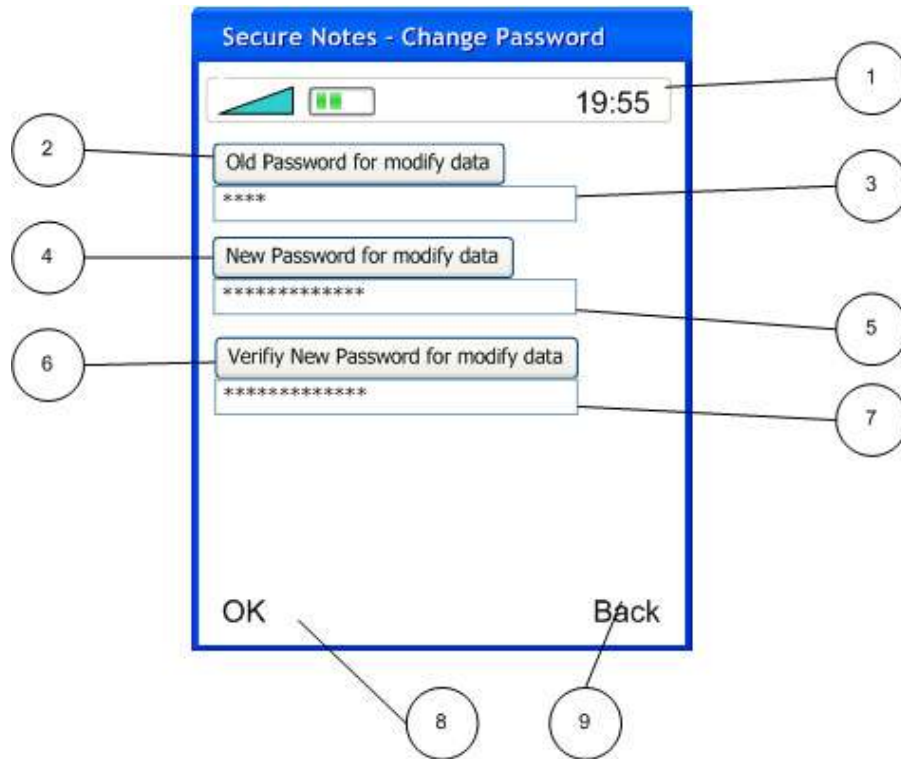 Secure Notes - Change Password
1
19:55
2
Old Password for modify data
3
****
4
New Password for modify data
*************
5
6
Verifiy New Password for modify data
*************
7
OK
Back
8
9